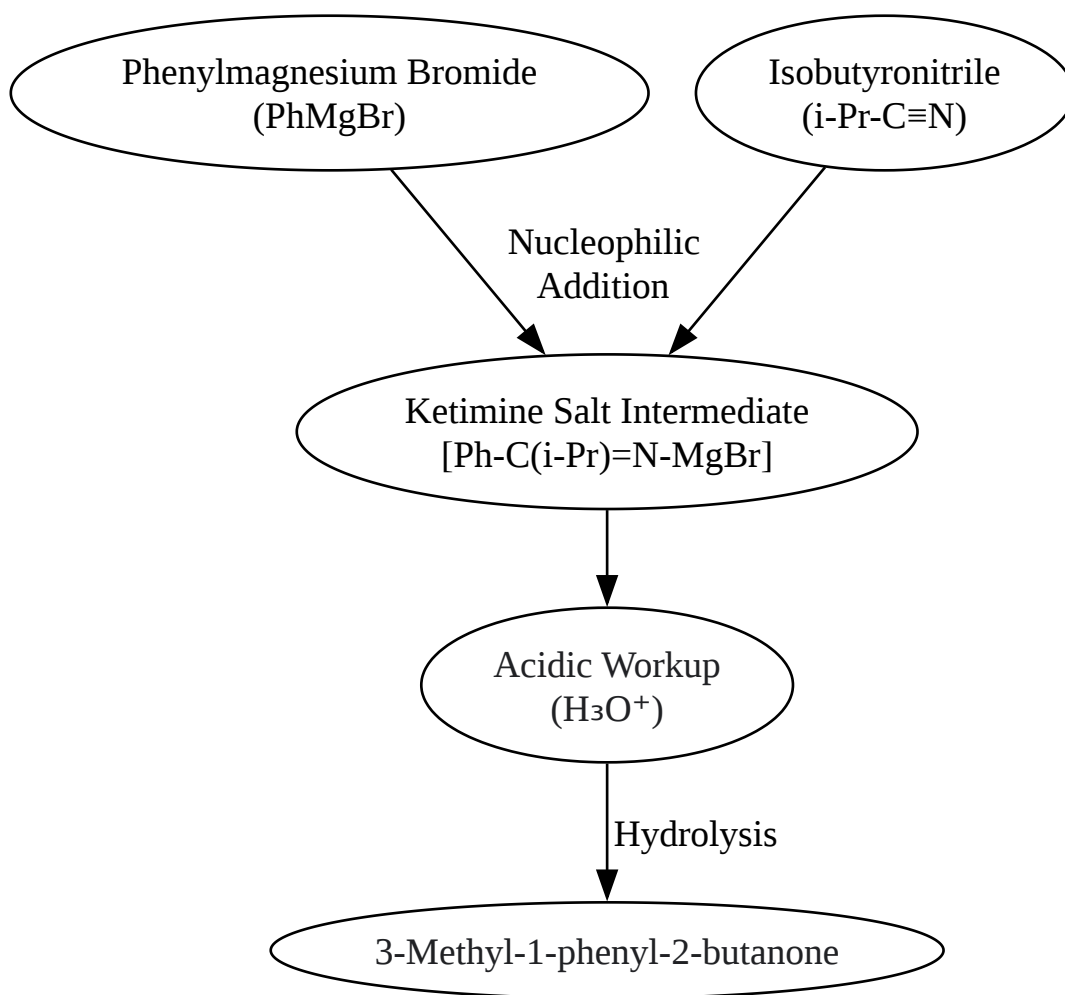 Phenylmagnesium Bromide
(PhMgBr)
Isobutyronitrile
(i-Pr-C≡N)
Nucleophilic
Addition
Ketimine Salt Intermediate
[Ph-C(i-Pr)=N-MgBr]
Acidic Workup
(H₃O⁺)
Hydrolysis
3-Methyl-1-phenyl-2-butanone